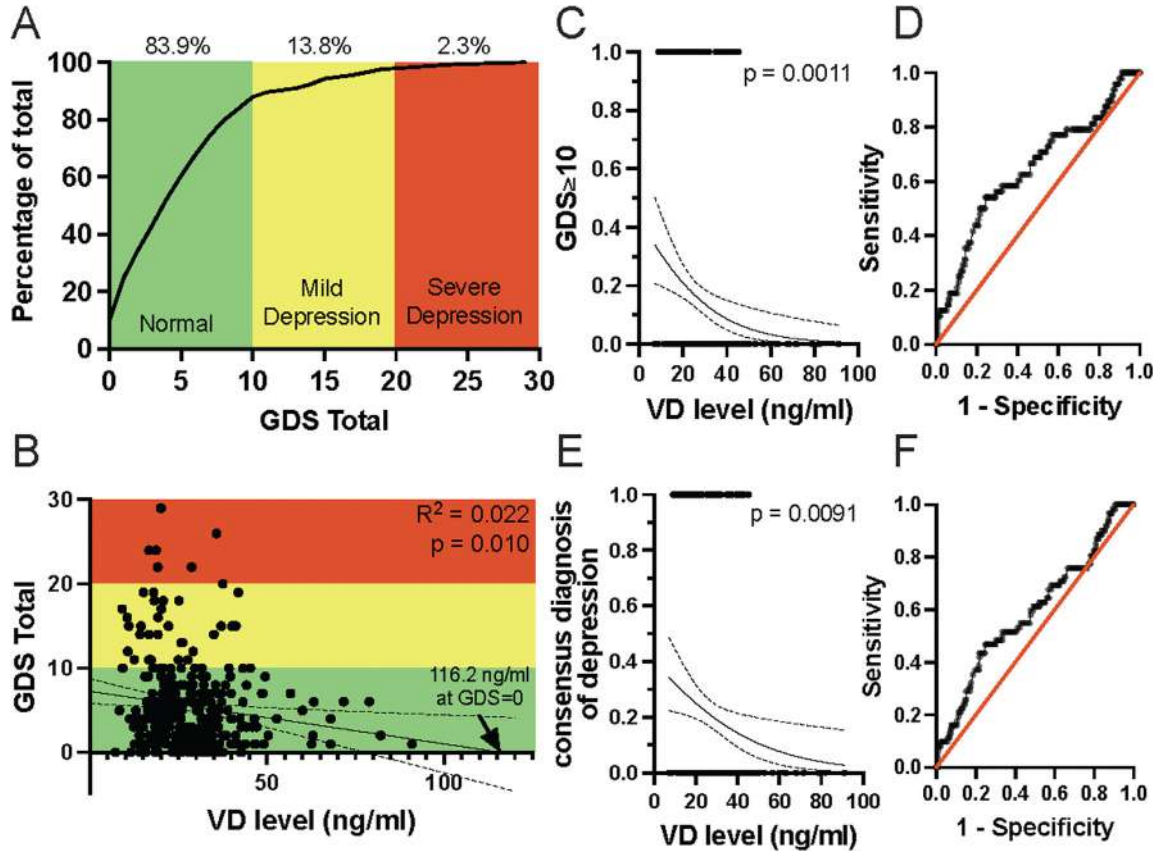 A
83.9%
13.8%
2.3%
Percentage of total
100
80
60
40
20
0
Normal
Mild
Depression
Severe
Depression
0
5
10
15
20
25
30
GDS Total
B
GDS Total
30
20
10
0
R² = 0.022
p = 0.010
116.2 ng/ml
at GDS=0
50
100
VD level (ng/ml)
C
GDS≥10
1.0
0.8
0.6
0.4
0.2
0.0
p = 0.0011
0
20
40
60
80
100
VD level (ng/ml)
D
Sensitivity
1.0
0.8
0.6
0.4
0.2
0.0
0.0
0.2
0.4
0.6
0.8
1.0
1 - Specificity
E
consensus diagnosis
of depression
1.0
0.8
0.6
0.4
0.2
0.0
p = 0.0091
0
20
40
60
80
100
VD level (ng/ml)
F
Sensitivity
1.0
0.8
0.6
0.4
0.2
0.0
0.0
0.2
0.4
0.6
0.8
1.0
1 - Specificity